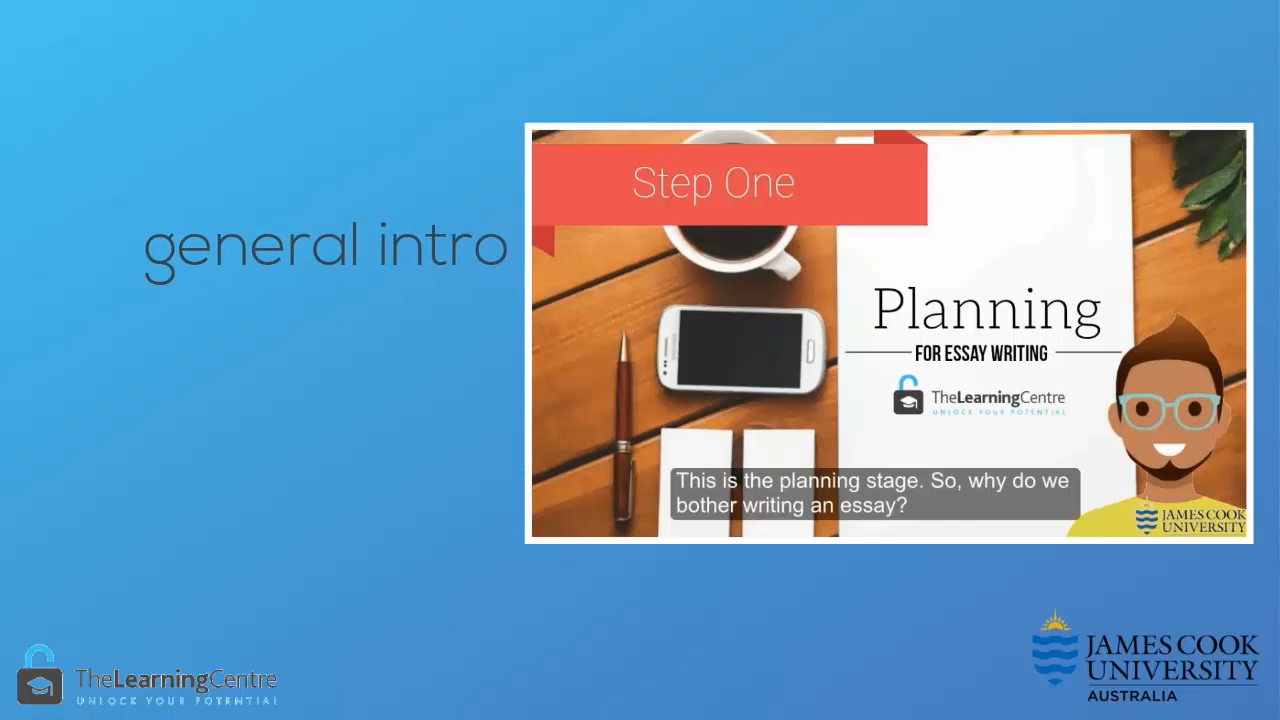 general intro
Step One
Planning
FOR ESSAY WRITING
TheLearningCentre
UNLOCK YOUR POTENTIAL
This is the planning stage. So, why do we
bother writing an essay?
JAMES COOK
UNIVERSITY
TheLearningCentre
UNLOCK YOUR POTENTIAL
JAMES COOK
UNIVERSITY
AUSTRALIA